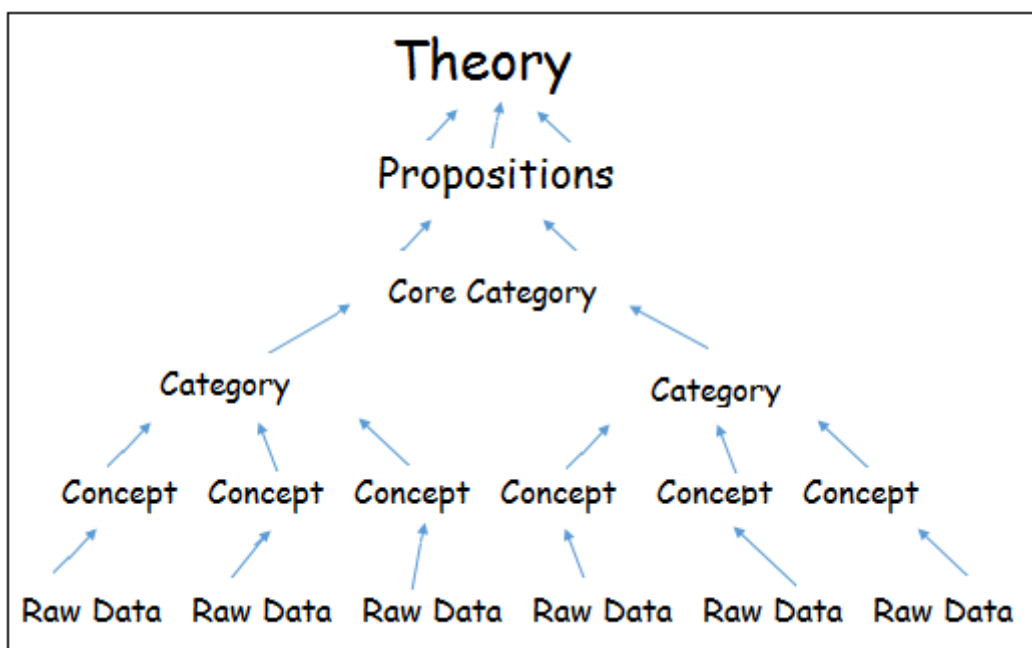 Theory
Propositions
Core Category
Category Category
Concept Concept Concept Concept Concept Concept
Raw Data Raw Data Raw Data Raw Data Raw Data Raw Data